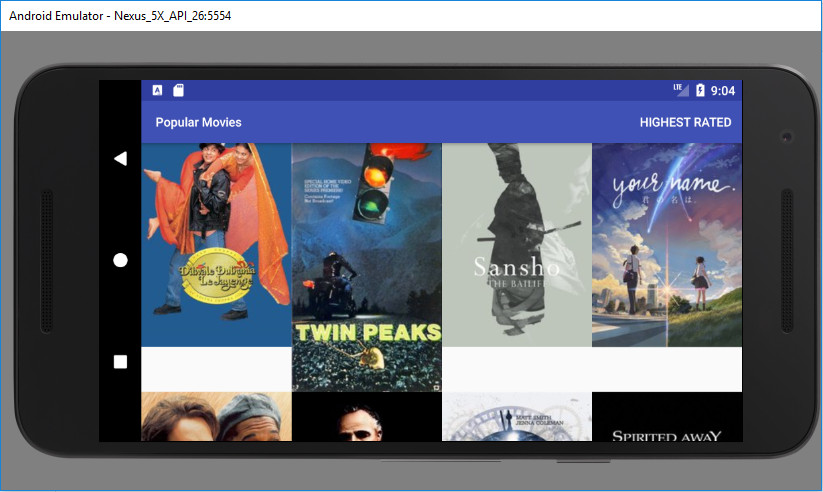 Android Emulator - Nexus_5X_API_26:5554
LTE
9:04
Popular Movies
HIGHEST RATED
Dilwale Dulhania
Le Jayenge
SPECIAL HOME VIDEO
EDITION OF THE
SERIES PREMIERE!
TWIN PEAKS
Sansho
THE BAILIFF
your name.
君の名は。
MATT SMITH
JENNA COLEMAN
SPIRITED AWAY